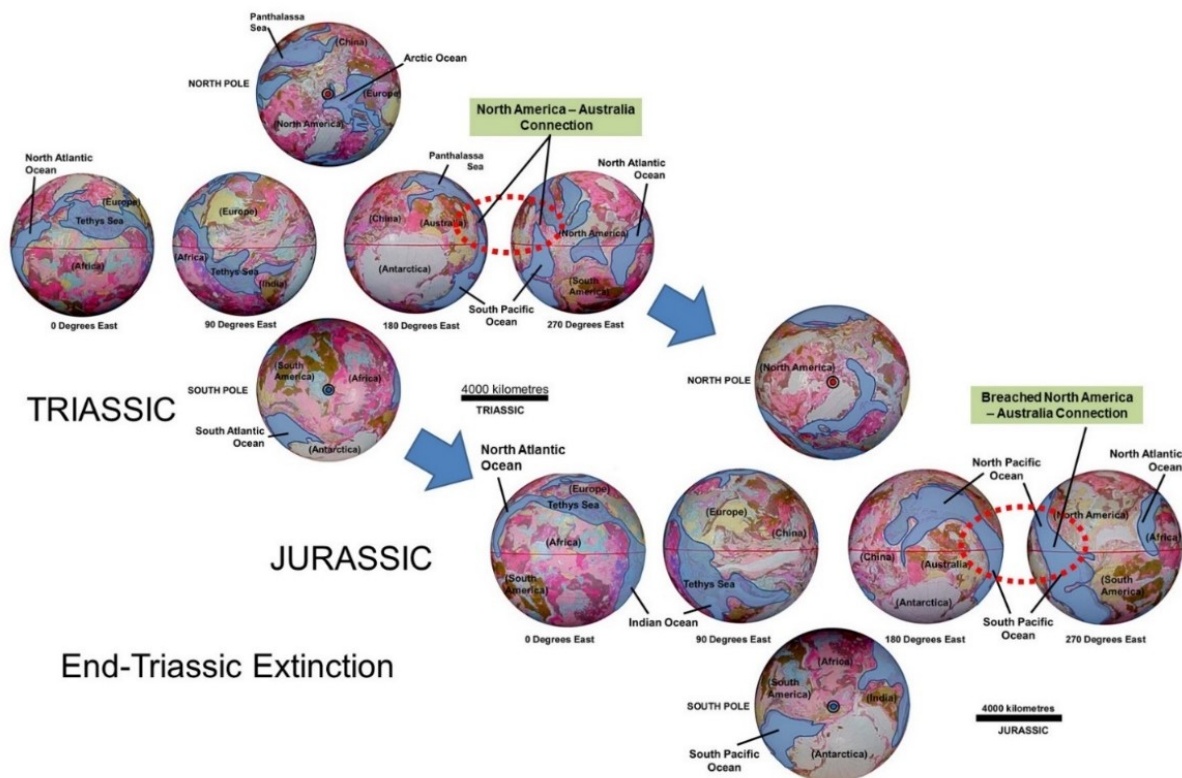 Panthalassa
Sea
(China)
Arctic Ocean
NORTH POLE
(Europe)
(North America)
North America – Australia
Connection
North Atlantic
Ocean
(Europe)
Tethys Sea
(Africa)
0 Degrees East
(Europe)
(Africa)
Tethys Sea
(India)
90 Degrees East
Panthalassa
Sea
(China)
(Australia)
(Antarctica)
180 Degrees East
North Atlantic
Ocean
(North America)
(South
America)
South Pacific
Ocean
270 Degrees East
(South
America)
(Africa)
SOUTH POLE
TRIASSIC
South Atlantic
Ocean
(Antarctica)
4000 kilometres
TRIASSIC
(North America)
NORTH POLE
Breached North America
– Australia Connection
North Atlantic
Ocean
(Europe)
Tethys Sea
(Africa)
(South
America)
JURASSIC
0 Degrees East
Indian Ocean
(Europe)
(China)
Tethys Sea
90 Degrees East
North Pacific
Ocean
(China)
(Australia)
(Antarctica)
180 Degrees East
North Atlantic
Ocean
(North America)
(Africa)
(South
America)
South Pacific
Ocean
270 Degrees East
End-Triassic Extinction
(Africa)
(South
America)
(India)
SOUTH POLE
South Pacific
Ocean
(Antarctica)
4000 kilometres
JURASSIC